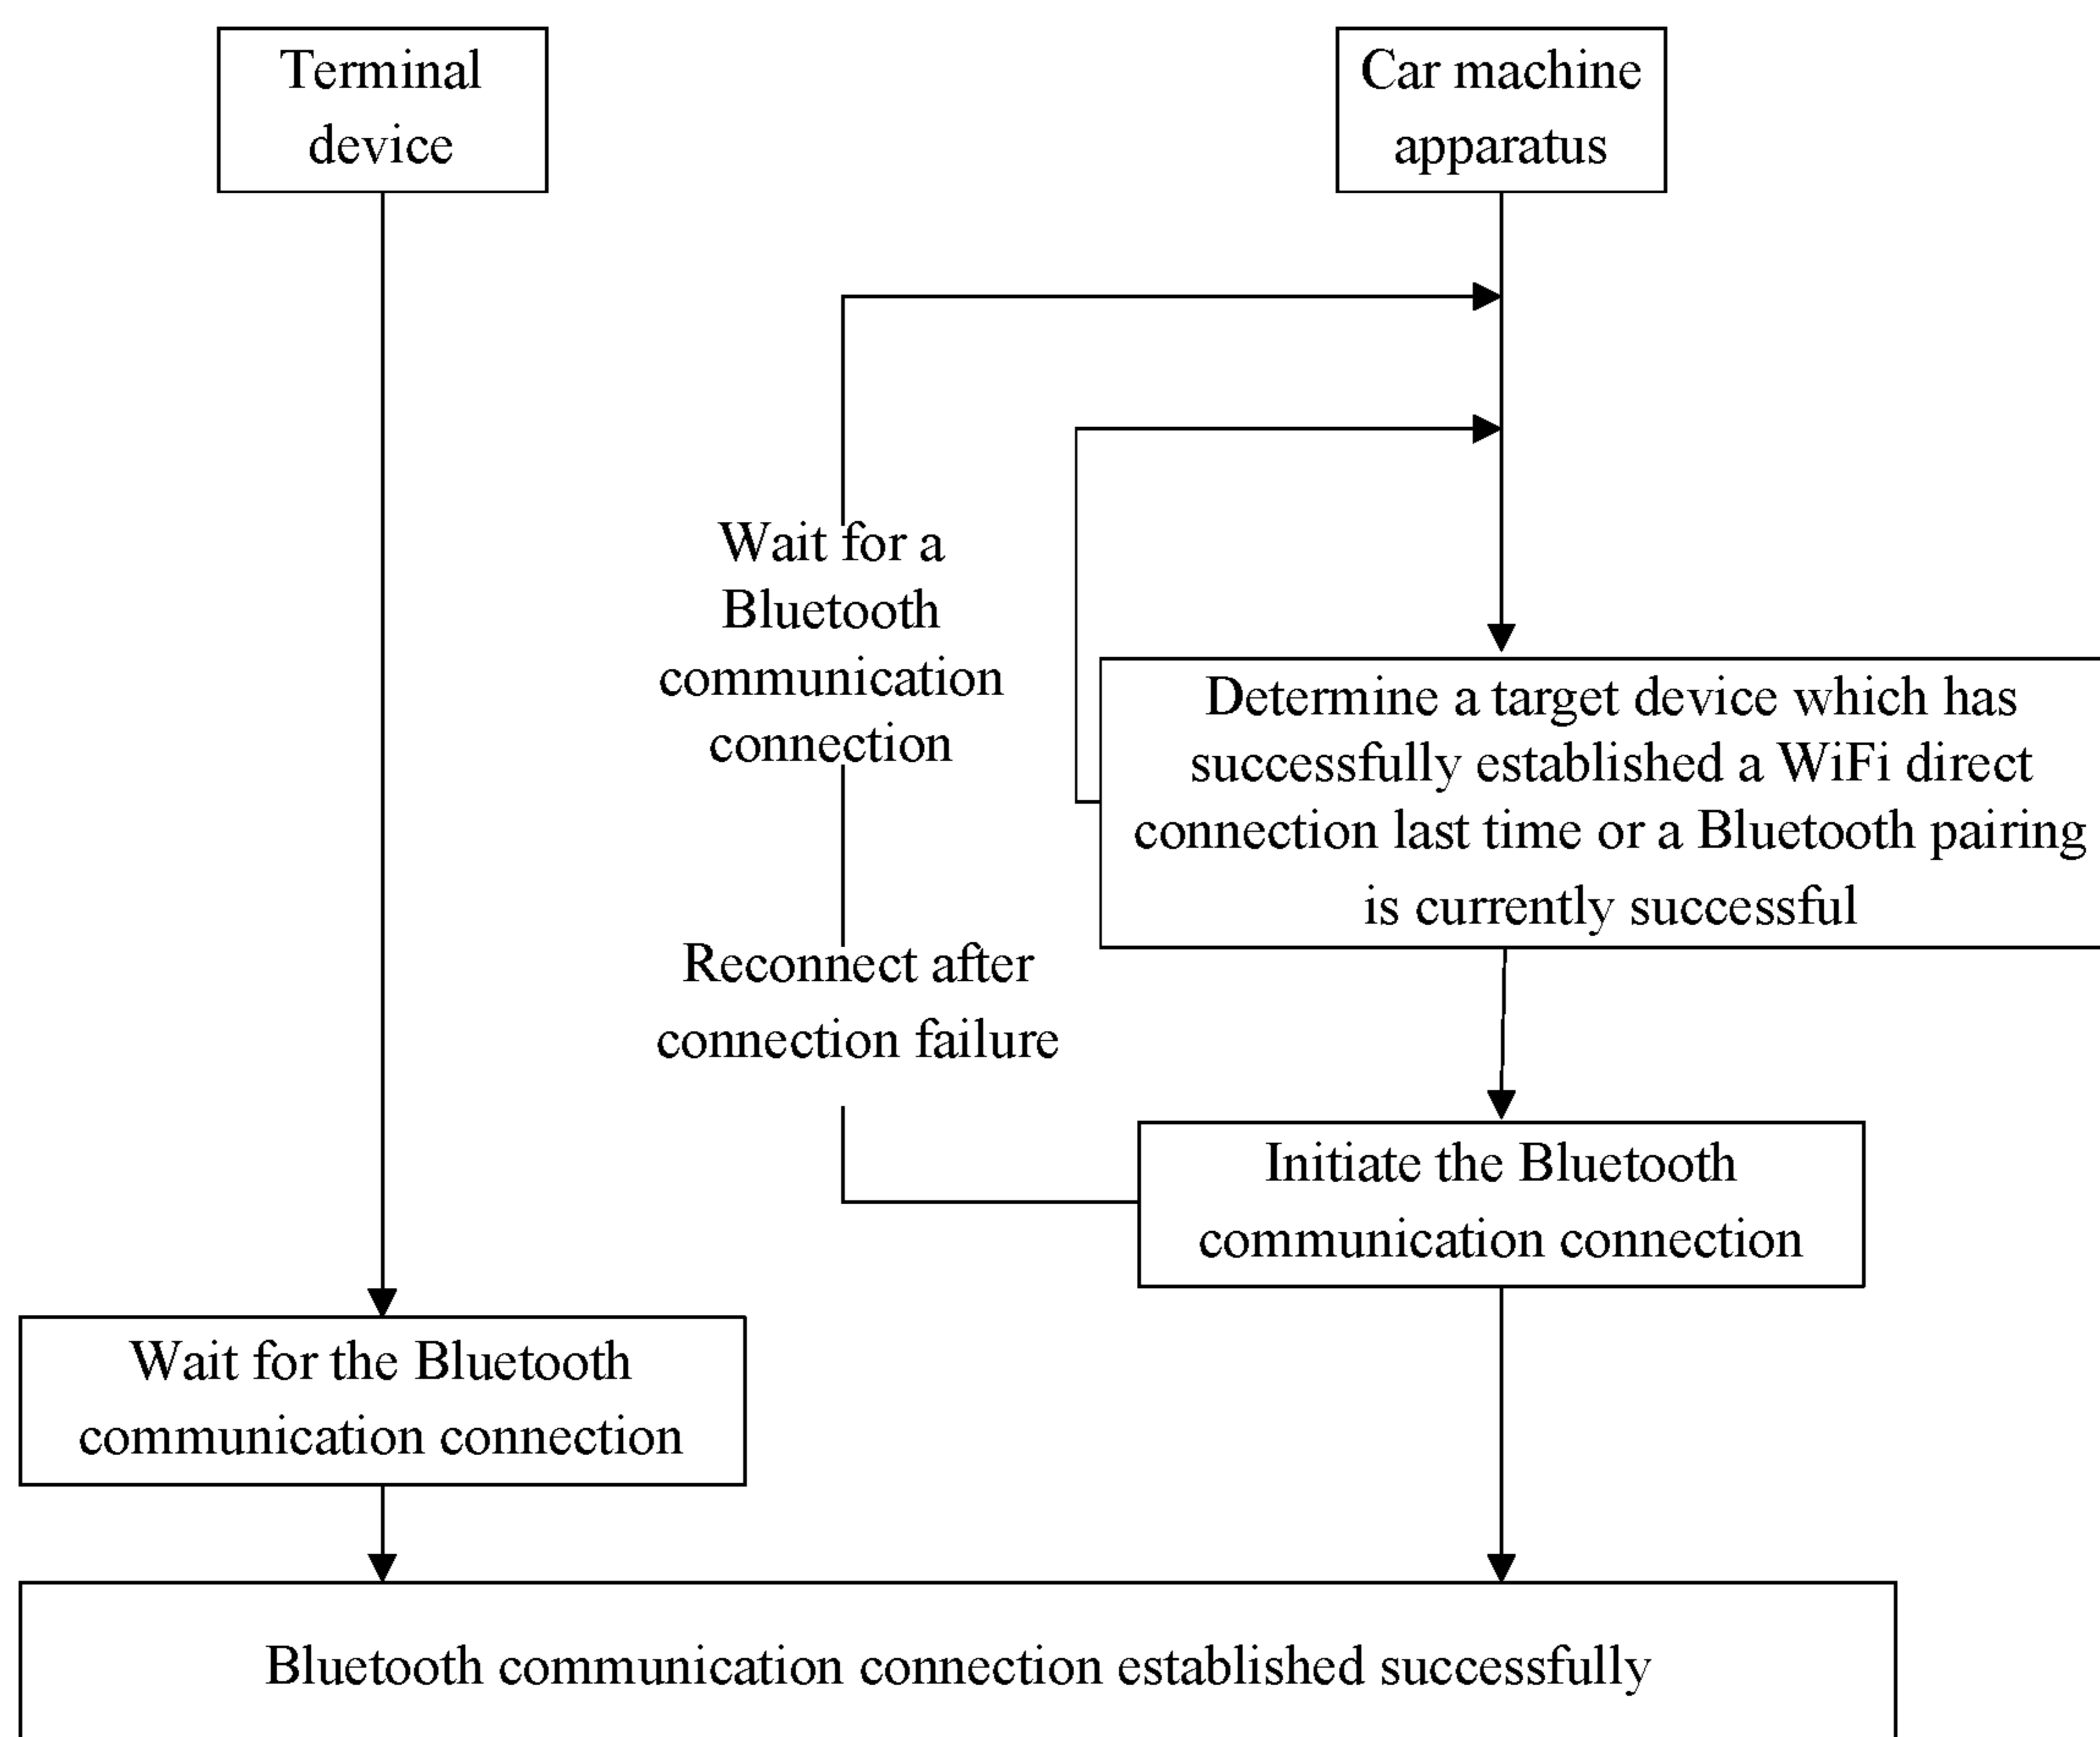 Terminal
device
Car machine
apparatus
Wait for a
Bluetooth
communication
connection
Determine a target device which has
successfully established a WiFi direct
connection last time or a Bluetooth pairing
is currently successful
Reconnect after
connection failure
Initiate the Bluetooth
communication connection
Wait for the Bluetooth
communication connection
Bluetooth communication connection established successfully